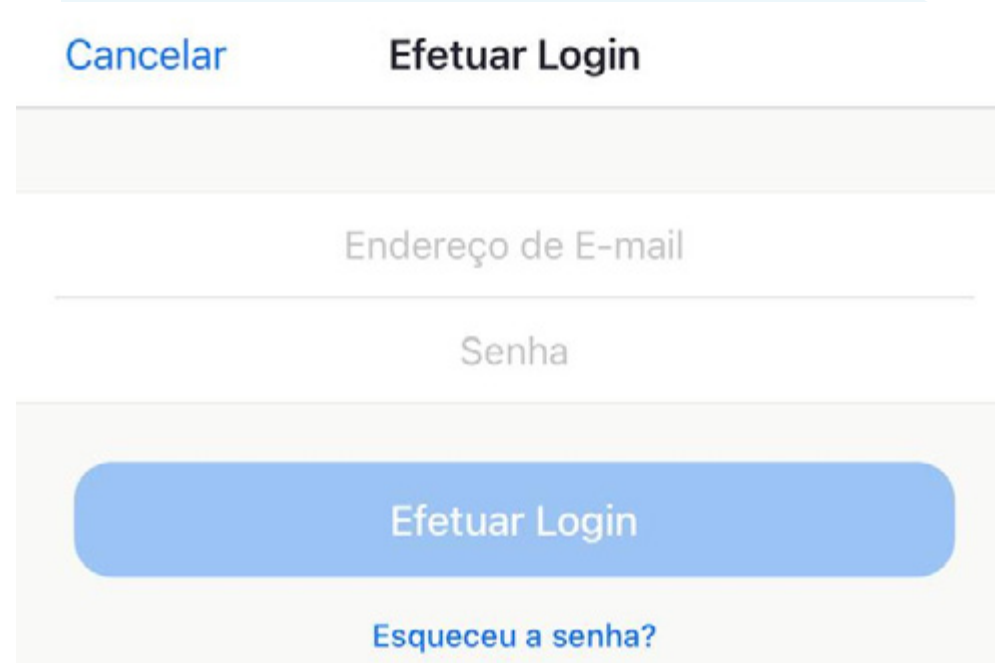 Cancelar Efetuar Login
Endereço de E-mail
Senha
Efetuar Login
Esqueceu a senha?